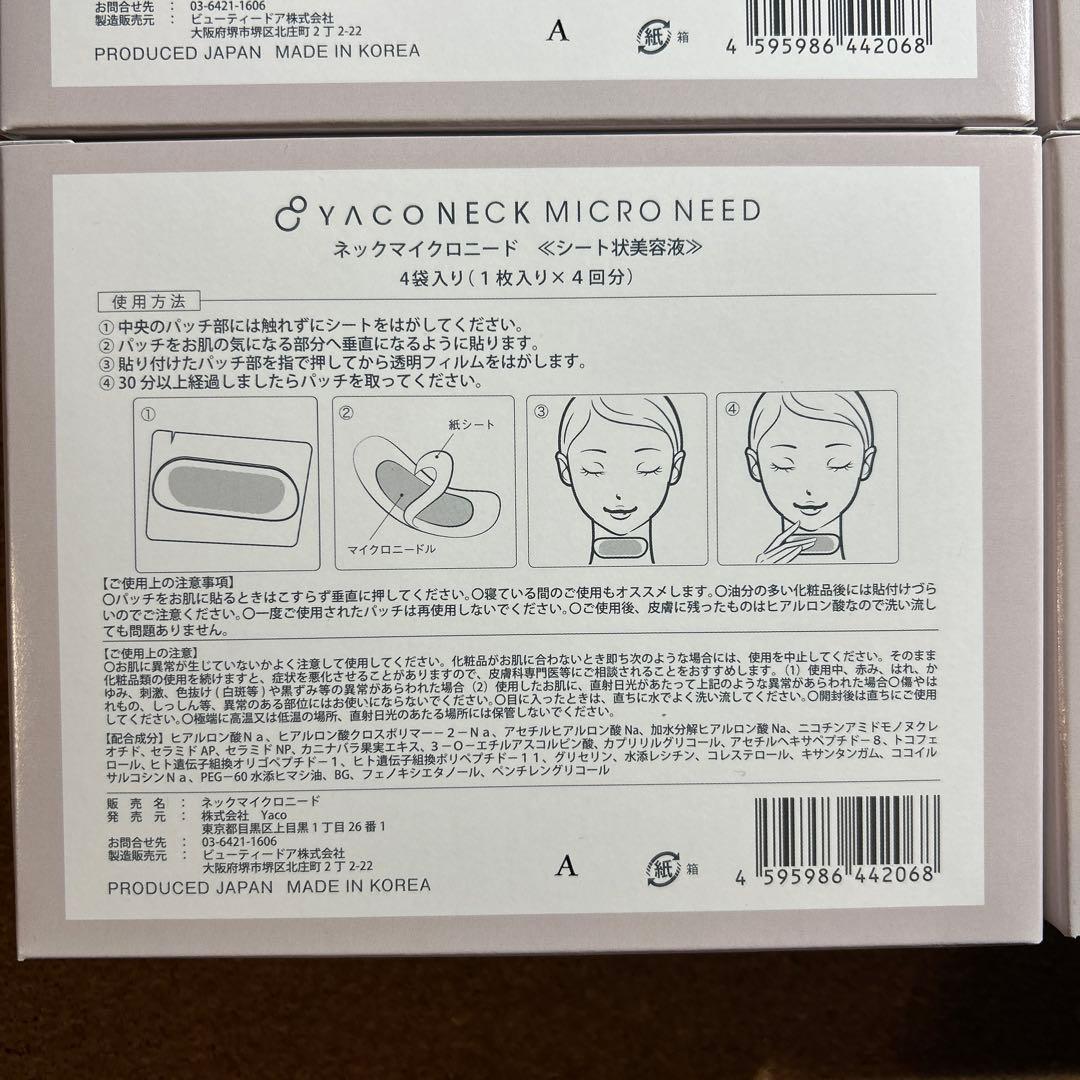 お問合せ先 ： 03-6421-1606
製造販売元 ： ビューティードア株式会社
大阪府堺市堺区北庄町2丁2-22
PRODUCED JAPAN MADE IN KOREA
A
紙 箱
4 595986 442068
YACO NECK MICRO NEED
ネックマイクロニード ≪シート状美容液≫
4袋入り（1枚入り×4回分）
使用方法
①中央のパッチ部には触れずにシートをはがしてください。
②パッチをお肌の気になる部分へ垂直になるように貼ります。
③貼り付けたパッチ部を指で押してから透明フィルムをはがします。
④30分以上経過しましたらパッチを取ってください。
①
②
紙シート
マイクロニードル
③
④
【ご使用上の注意事項】
〇パッチをお肌に貼るときはこすらず垂直に押してください。〇寝ている間のご使用もオススメします。〇油分の多い化粧品後には貼付けづら
いのでご注意ください。〇一度ご使用されたパッチは再使用しないでください。〇ご使用後、皮膚に残ったものはヒアルロン酸なので洗い流し
ても問題ありません。
【ご使用上の注意】
〇お肌に異常が生じていないかよく注意して使用してください。化粧品がお肌に合わないとき即ち次のような場合には、使用を中止してください。そのまま
化粧品類の使用を続けますと、症状を悪化させることがありますので、皮膚科専門医等にご相談されることをおすすめします。（1）使用中、赤み、はれ、か
ゆみ、刺激、色抜け（白斑等）や黒ずみ等の異常があらわれた場合（2）使用したお肌に、直射日光があたって上記のような異常があらわれた場合〇傷やは
れもの、しっしん等、異常のある部位にはお使いにならないでください。〇目に入ったときは、直ちに水でよく洗い流してください。〇開封後は直ちにご使用
してください。〇極端に高温又は低温の場所、直射日光のあたる場所には保管しないでください。
【配合成分】ヒアルロン酸Ｎａ、ヒアルロン酸クロスポリマー－２－Ｎａ、アセチルヒアルロン酸Na、加水分解ヒアルロン酸Na、ニコチンアミドモノヌクレ
オチド、セラミドAP、セラミドNP、カニナバラ果実エキス、３－Ｏ－エチルアスコルビン酸、カプリリルグリコール、アセチルヘキサペプチド－８、トコフェ
ロール、ヒト遺伝子組換オリゴペプチド－１、ヒト遺伝子組換ポリペプチド－１１、グリセリン、水添レシチン、コレステロール、キサンタンガム、ココイル
サルコシンＮａ、PEG－60水添ヒマシ油、BG、フェノキシエタノール、ペンチレングリコール
販売名 ： ネックマイクロニード
発売元 ： 株式会社 Yaco
東京都目黒区上目黒1丁目26番1
お問合せ先 ： 03-6421-1606
製造販売元 ： ビューティードア株式会社
大阪府堺市堺区北庄町2丁2-22
PRODUCED JAPAN MADE IN KOREA
A
紙 箱
4 595986 442068